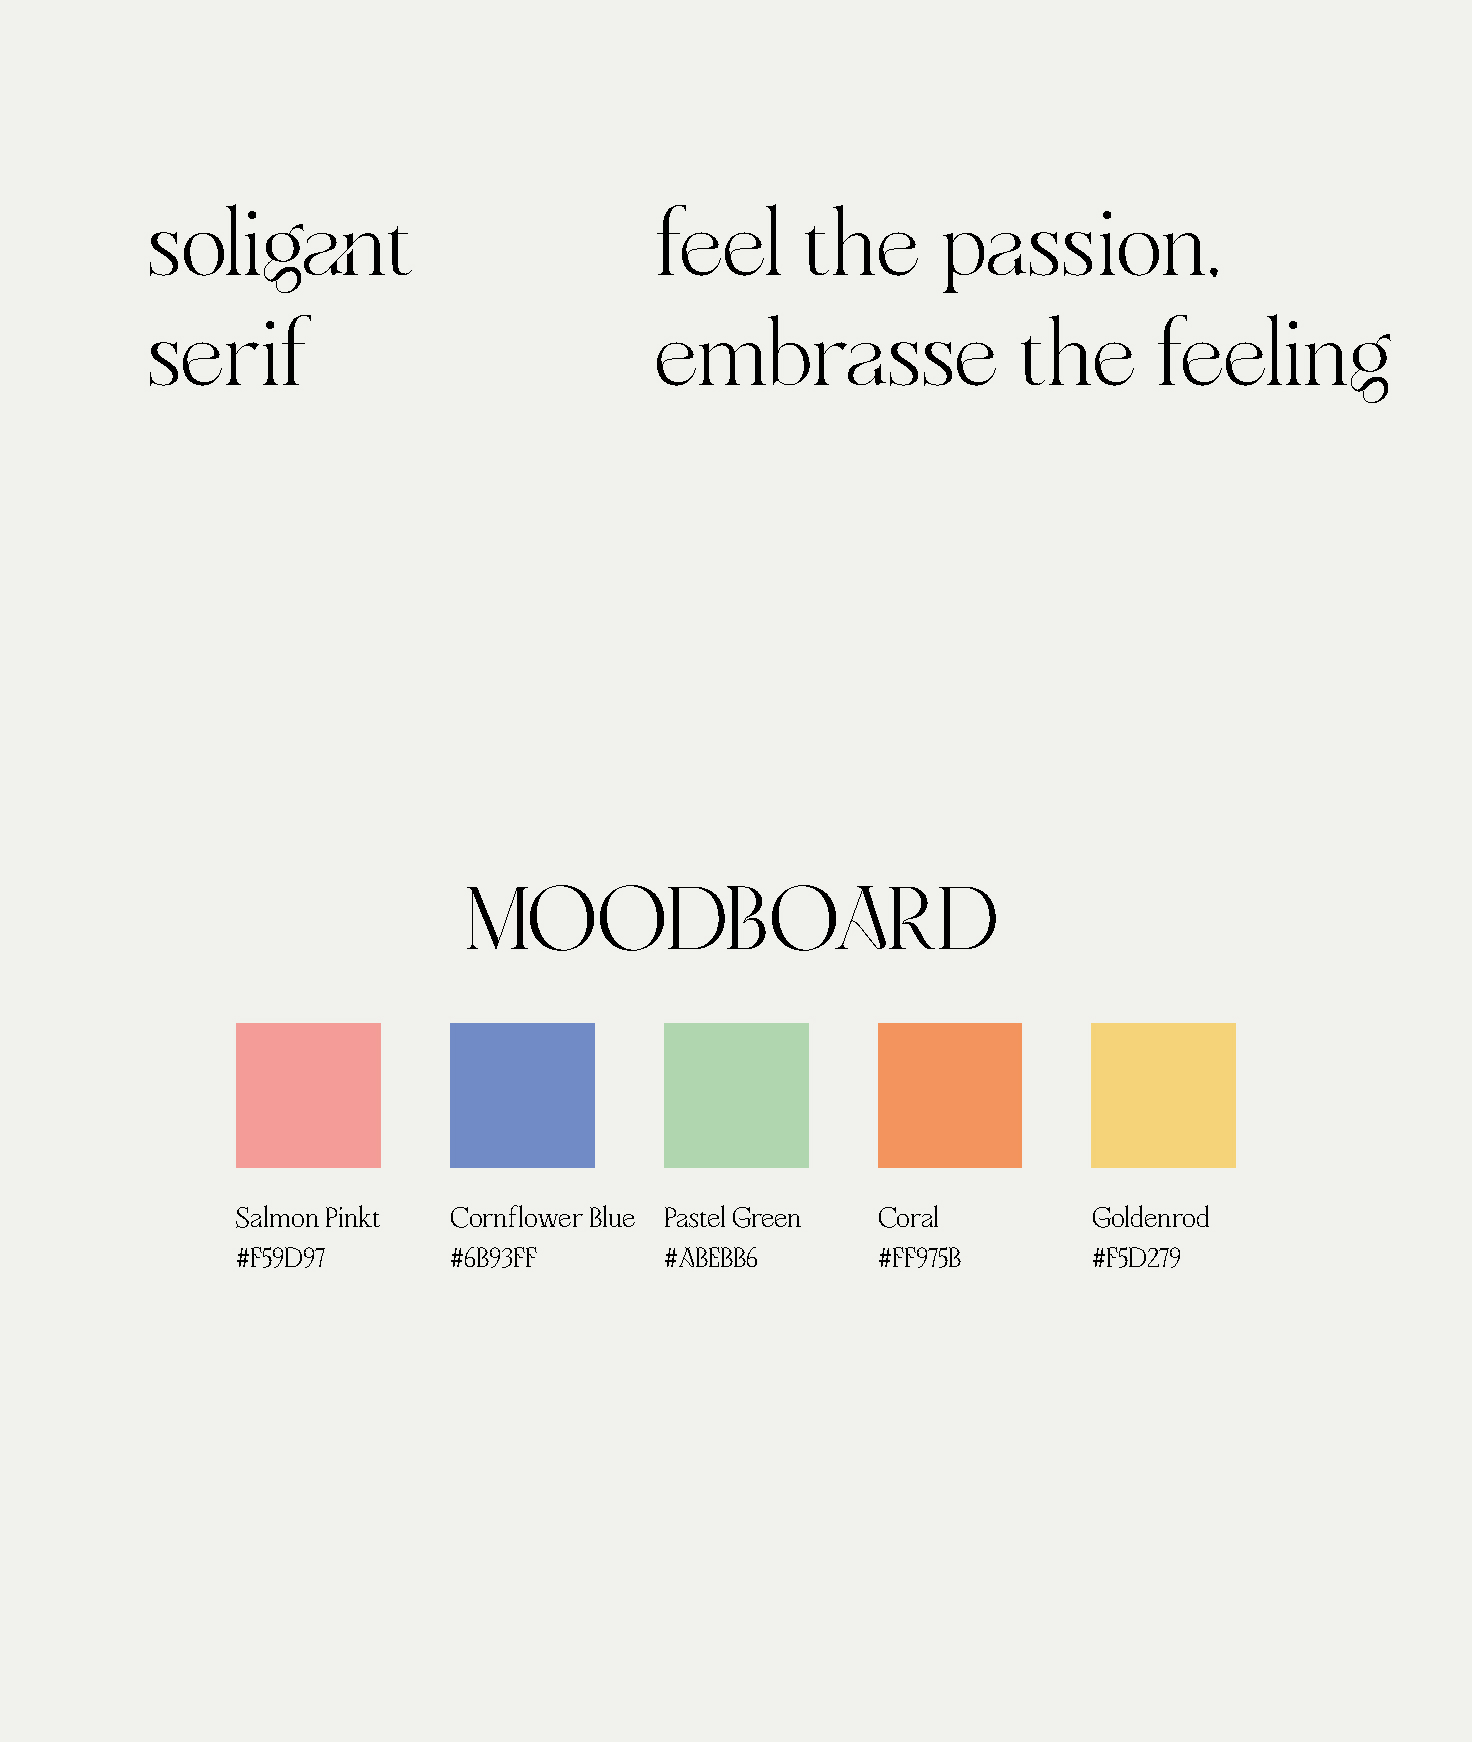 soligant
serif
feel the passion,
embrasse the feeling
MOODBOARD
Salmon Pinkt
#F59D97
Cornflower Blue
#6B93FF
Pastel Green
#ABEBB6
Coral
#FF975B
Goldenrod
#F5D279